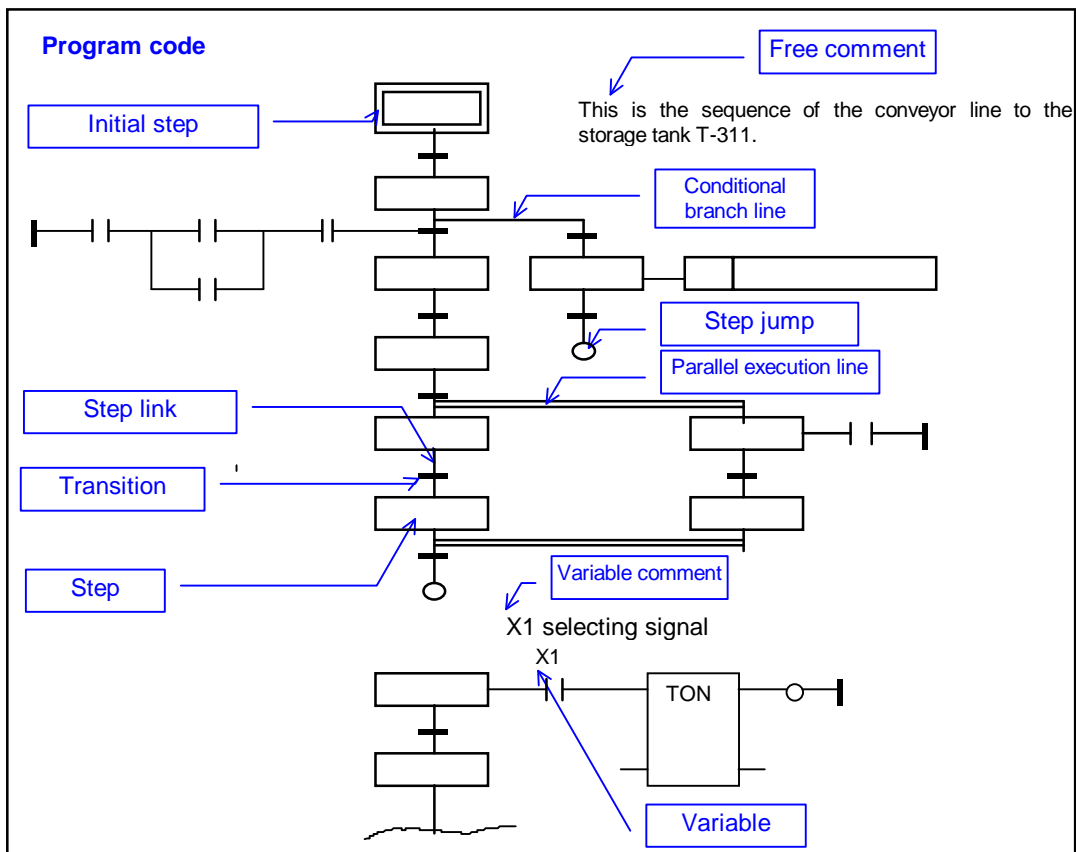 Program code
Free comment
This is the sequence of the conveyor line to the
storage tank T-311.
Initial step
Conditional
branch line
Step jump
Parallel execution line
Step link
Transition
Step
Variable comment
X1 selecting signal
X1
TON
Variable